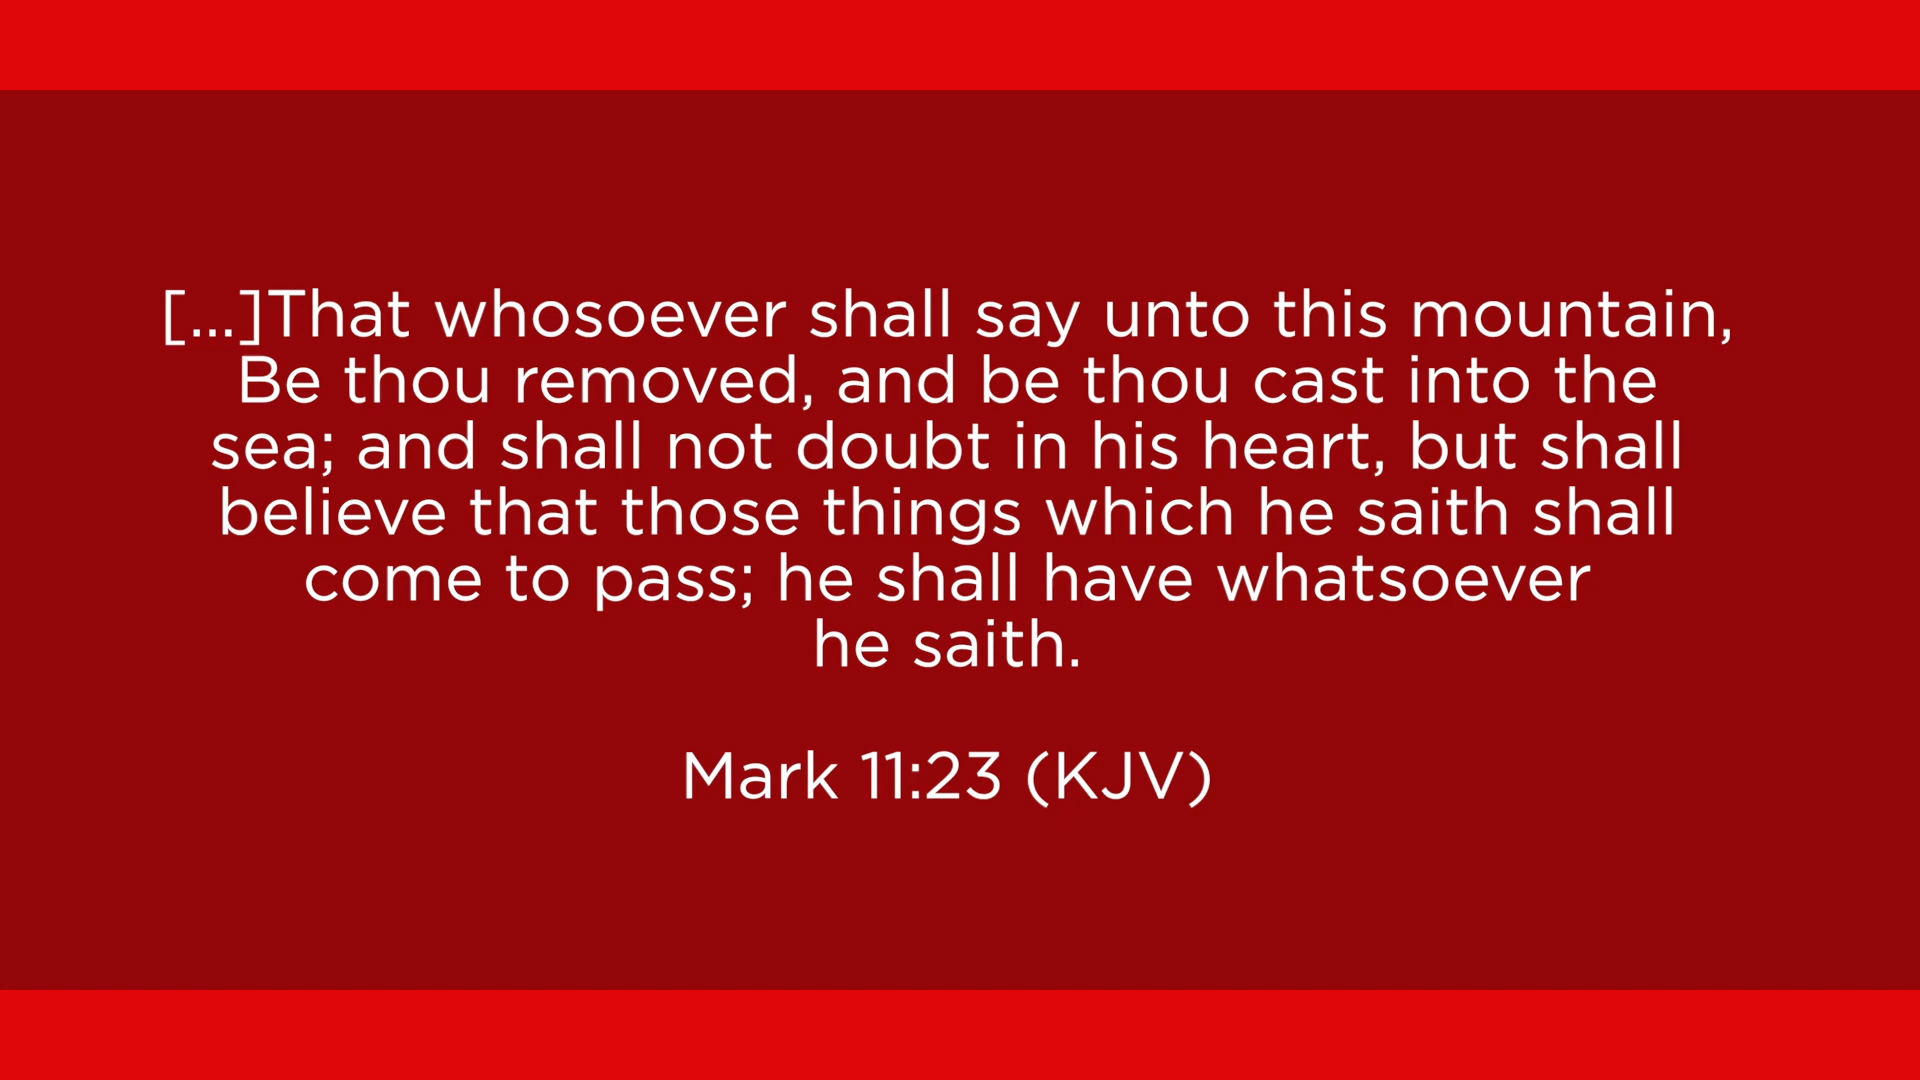 [...]That whosoever shall say unto this mountain,
Be thou removed, and be thou cast into the
sea; and shall not doubt in his heart, but shall
believe that those things which he saith shall
come to pass; he shall have whatsoever
he saith.
Mark 11:23 (KJV)